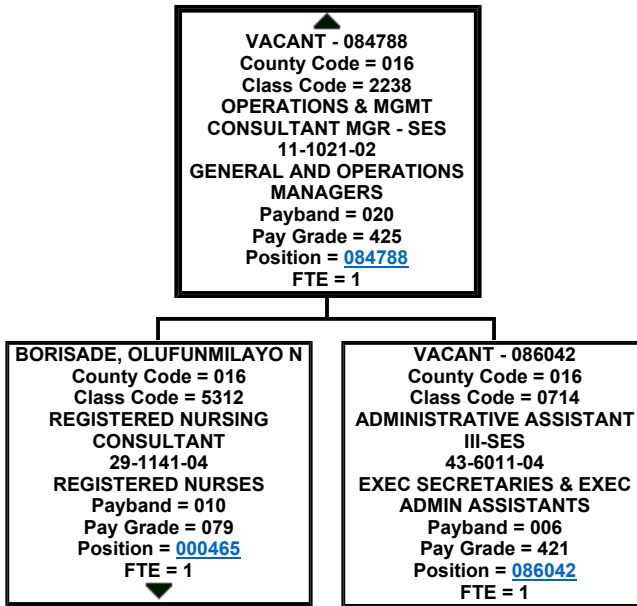 VACANT - 084788
County Code = 016
Class Code = 2238
OPERATIONS & MGMT
CONSULTANT MGR - SES
11-1021-02
GENERAL AND OPERATIONS
MANAGERS
Payband = 020
Pay Grade = 425
Position = 084788
FTE = 1
BORISADE, OLUFUNMILAYO N
County Code = 016
Class Code = 5312
REGISTERED NURSING
CONSULTANT
29-1141-04
REGISTERED NURSES
Payband = 010
Pay Grade = 079
Position = 000465
FTE = 1
VACANT - 086042
County Code = 016
Class Code = 0714
ADMINISTRATIVE ASSISTANT
III-SES
43-6011-04
EXEC SECRETARIES & EXEC
ADMIN ASSISTANTS
Payband = 006
Pay Grade = 421
Position = 086042
FTE = 1